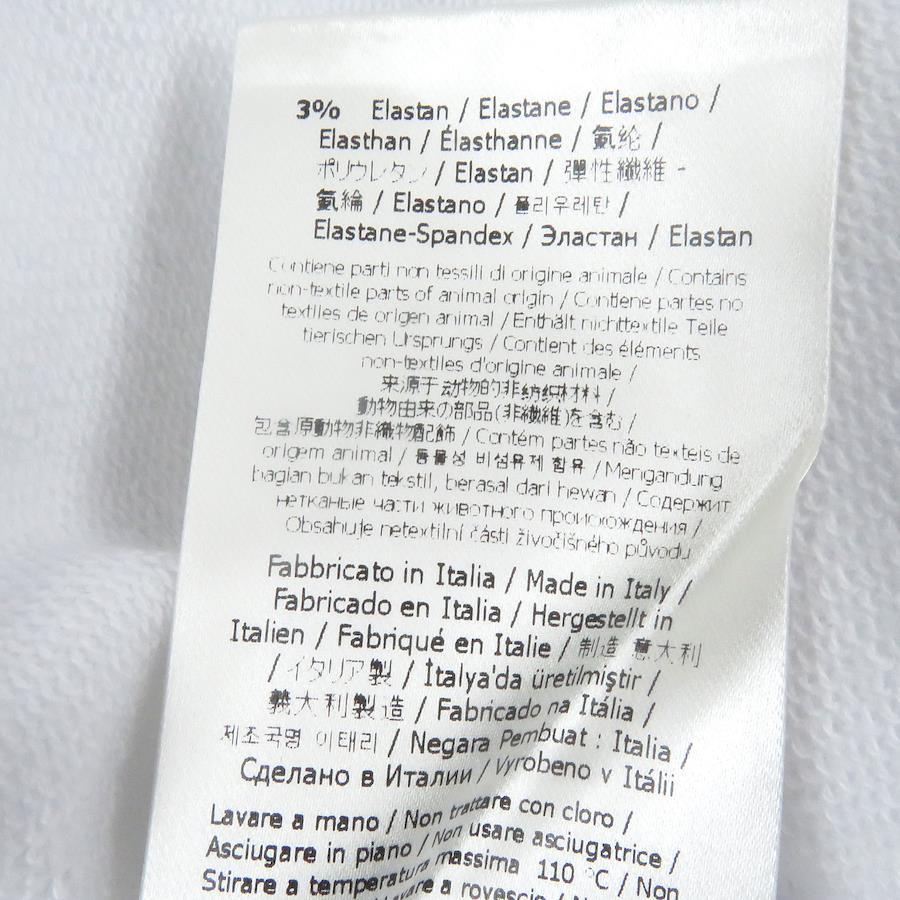 3% Elastan / Elastane / Elastano /
Elasthan / Élasthanne / 氨纶 /
ポリウレタン / Elastan / 彈性纖維 -
氨綸 / Elastano / 폴리우레탄 /
Elastane-Spandex / Эластан / Elastan
Contiene parti non tessili di origine animale / Contains
non-textile parts of animal origin / Contiene partes no
textiles de origen animal / Enthält nichttextile Teile
tierischen Ursprungs / Contient des éléments
non-textiles d'origine animale /
来源于动物的非纺织材料 /
動物由来の部品(非繊維)を含む /
包含原動物非織物配飾 / Contém partes não texteis de
origem animal / 동물성 비섬유제 함유 / Mengandung
bagian bukan tekstil, berasal dari hewan / Содержит
нетканые части животного происхождения /
Obsahuje netextilní části živočišného původu
Fabbricato in Italia / Made in Italy /
Fabricado en Italia / Hergestellt in
Italien / Fabriqué en Italie / 制造 意大利
/ イタリア製 / İtalya'da üretilmiştir /
義大利製造 / Fabricado na Itália /
제조국명 이태리 / Negara Pembuat : Italia /
Сделано в Италии / Vyrobeno v Itálii
Lavare a mano / Non trattare con cloro /
Asciugare in piano / Non usare asciugatrice /
Stirare a temperatura massima 110 °C / Non
Lavare a rovescio /